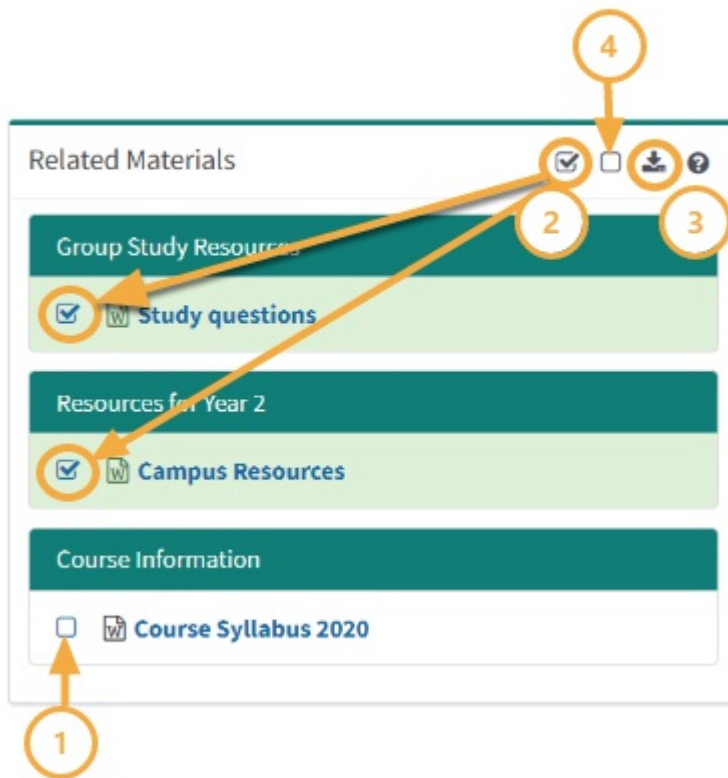 4
Related Materials
2
3
Group Study Resources
Study questions
Resources for Year 2
Campus Resources
Course Information
Course Syllabus 2020
1